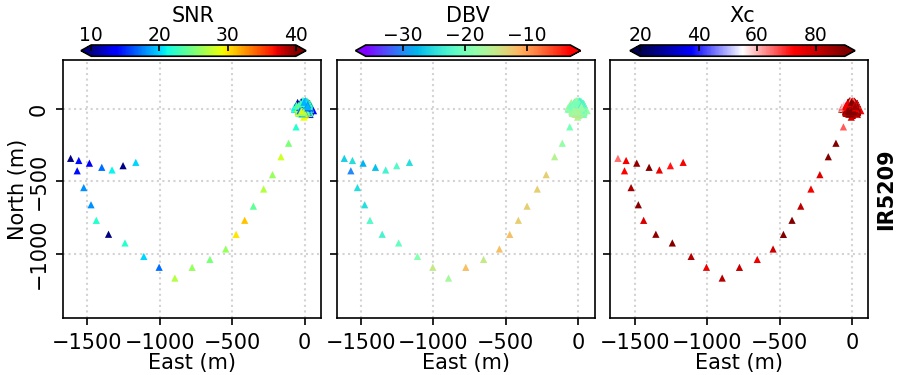 SNR DBV Xc
10 20 30 40 −30 −20 −10 20 40 60 80
0
−500
−1000
North (m)
IR5209
−1500 −1000 −500 0 −1500 −1000 −500 0 −1500 −1000 −500 0
East (m) East (m) East (m)